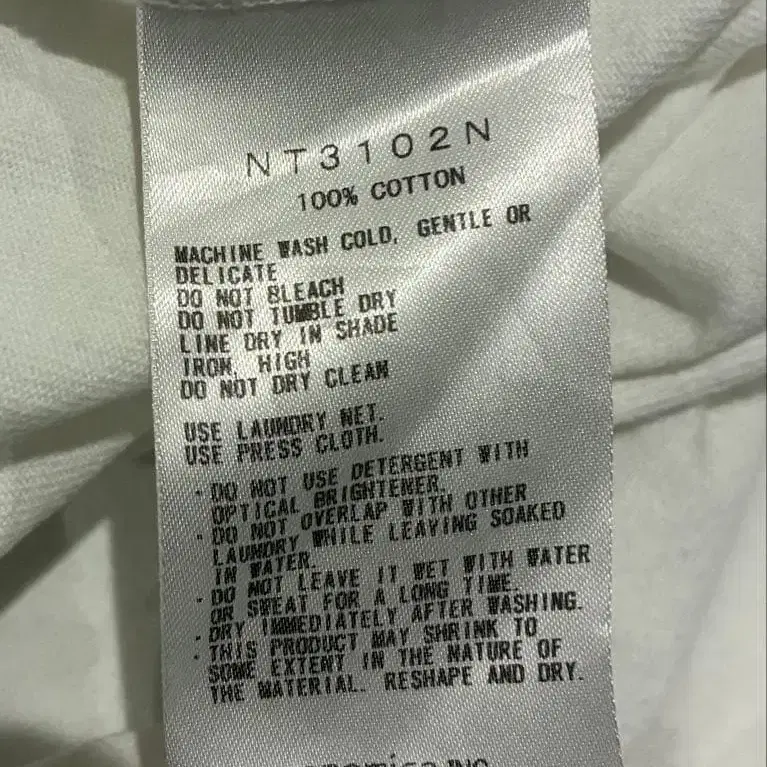 NT3102N
100% COTTON
MACHINE WASH COLD, GENTLE OR
DELICATE
DO NOT BLEACH
DO NOT TUMBLE DRY
LINE DRY IN SHADE
IRON, HIGH
DO NOT DRY CLEAN
USE LAUNDRY NET.
USE PRESS CLOTH.
・DO NOT USE DETERGENT WITH
OPTICAL BRIGHTENER.
・DO NOT OVERLAP WITH OTHER
LAUNDRY WHILE LEAVING SOAKED
IN WATER.
・DO NOT LEAVE IT WET WITH WATER
OR SWEAT FOR A LONG TIME.
・DRY IMMEDIATELY AFTER WASHING.
・THIS PRODUCT MAY SHRINK TO
SOME EXTENT IN THE NATURE OF
THE MATERIAL. RESHAPE AND DRY.
INC